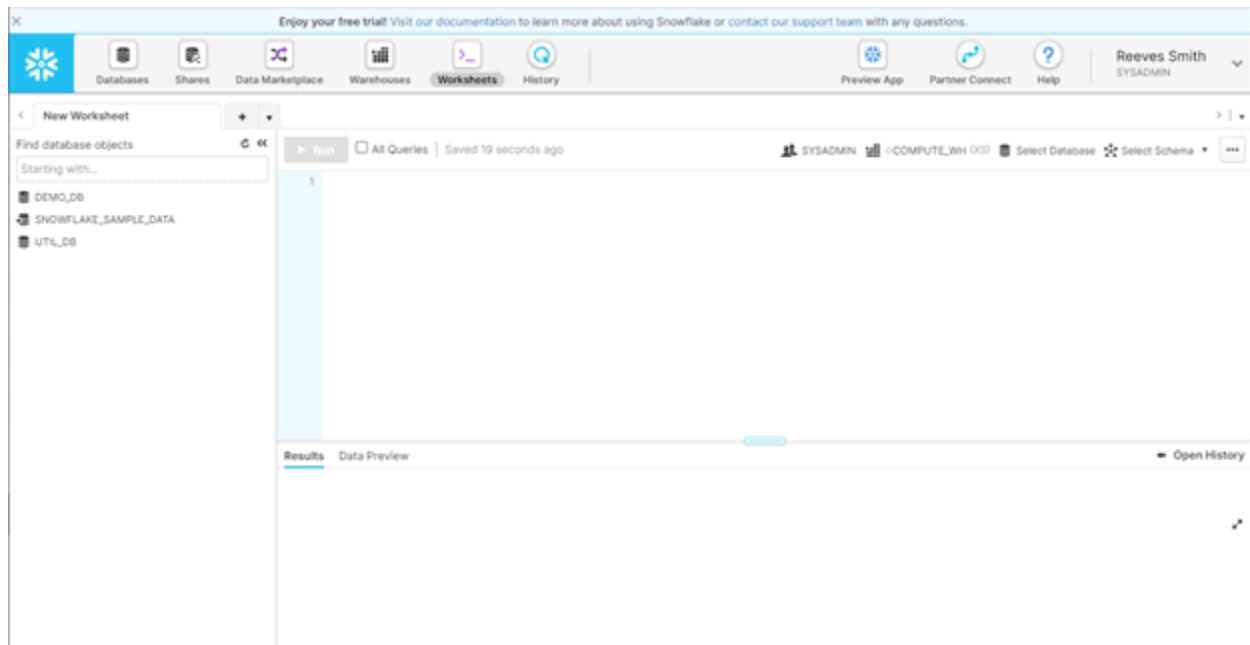 Enjoy your free trial! Visit our documentation to learn more about using Snowflake or contact our support team with any questions.
Databases Shares Data Marketplace Warehouses Worksheets History Preview App Partner Connect Help
Reeves Smith
SYSADMIN
New Worksheet
Find database objects
Starting with...
DEMO_DB
SNOWFLAKE_SAMPLE_DATA
UTIL_DB
Run All Queries Saved 19 seconds ago SYSADMIN COMPUTE_WH (XS) Select Database Select Schema
1
Results Data Preview Open History